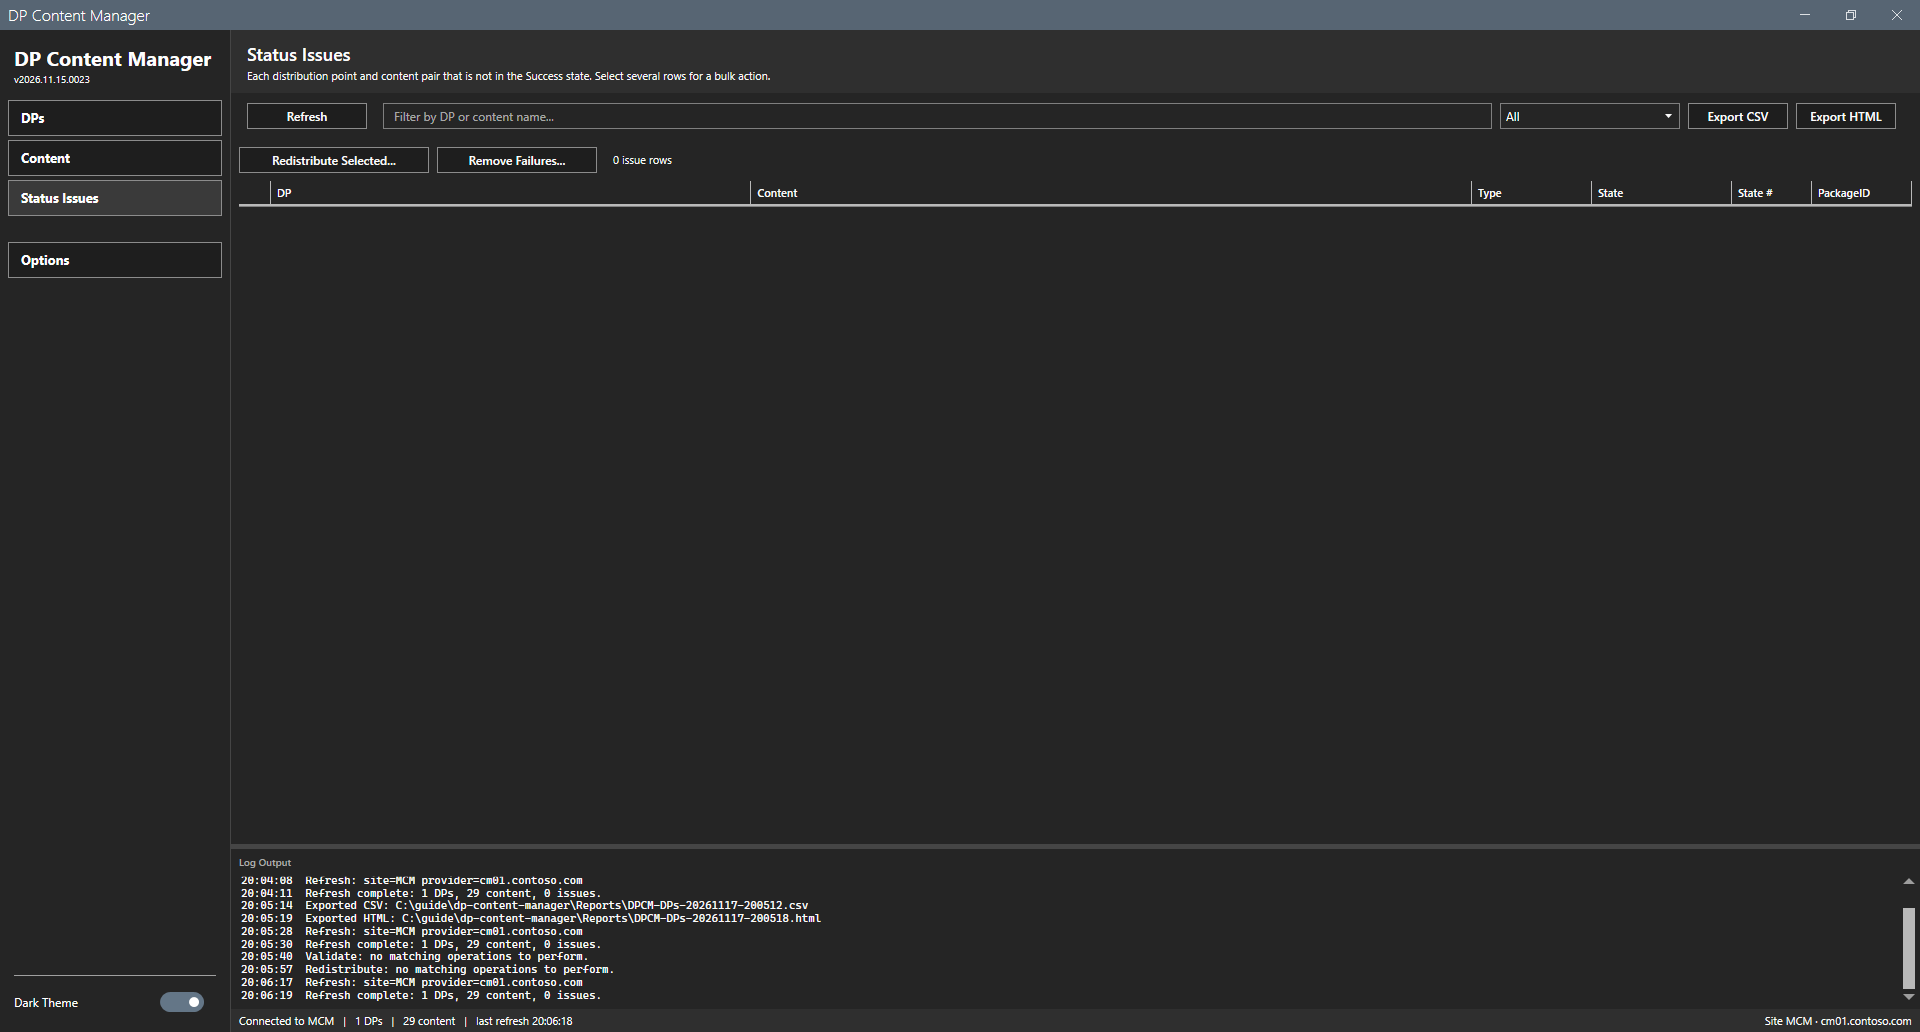 DP Content Manager
DP Content Manager
v2026.11.15.0023
DPs
Content
Status Issues
Options
Dark Theme
Status Issues
Each distribution point and content pair that is not in the Success state. Select several rows for a bulk action.
Refresh
Filter by DP or content name...
All
Export CSV
Export HTML
Redistribute Selected...
Remove Failures...
0 issue rows
DP Content Type State State # PackageID
Log Output
20:04:08 Refresh: site=MCM provider=cm01.contoso.com
20:04:11 Refresh complete: 1 DPs, 29 content, 0 issues.
20:05:14 Exported CSV: C:\guide\dp-content-manager\Reports\DPCM-DPs-20261117-200512.csv
20:05:19 Exported HTML: C:\guide\dp-content-manager\Reports\DPCM-DPs-20261117-200518.html
20:05:28 Refresh: site=MCM provider=cm01.contoso.com
20:05:30 Refresh complete: 1 DPs, 29 content, 0 issues.
20:05:40 Validate: no matching operations to perform.
20:05:57 Redistribute: no matching operations to perform.
20:06:17 Refresh: site=MCM provider=cm01.contoso.com
20:06:19 Refresh complete: 1 DPs, 29 content, 0 issues.
Connected to MCM | 1 DPs | 29 content | last refresh 20:06:18
Site MCM · cm01.contoso.com